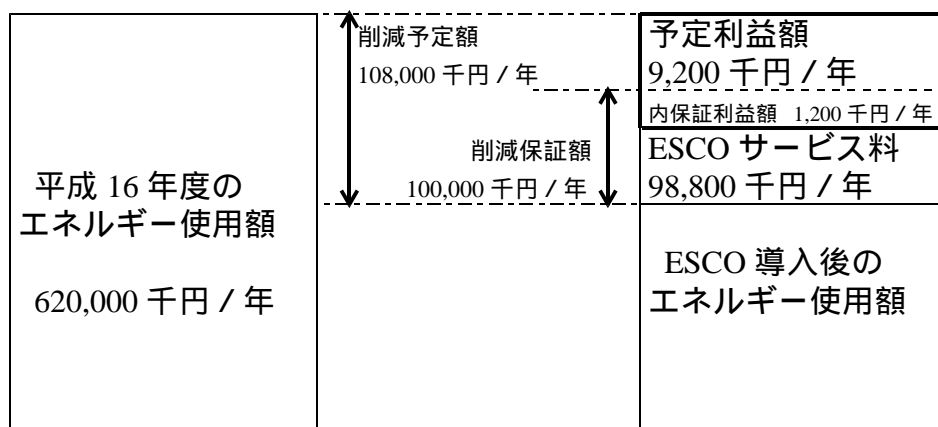 平成 16 年度の
エネルギー使用額
620,000 千円 / 年
削減予定額
108,000 千円 / 年
削減保証額
100,000 千円 / 年
予定利益額
9,200 千円 / 年
内保証利益額 1,200 千円 / 年
ESCO サービス料
98,800 千円 / 年
ESCO 導入後の
エネルギー使用額